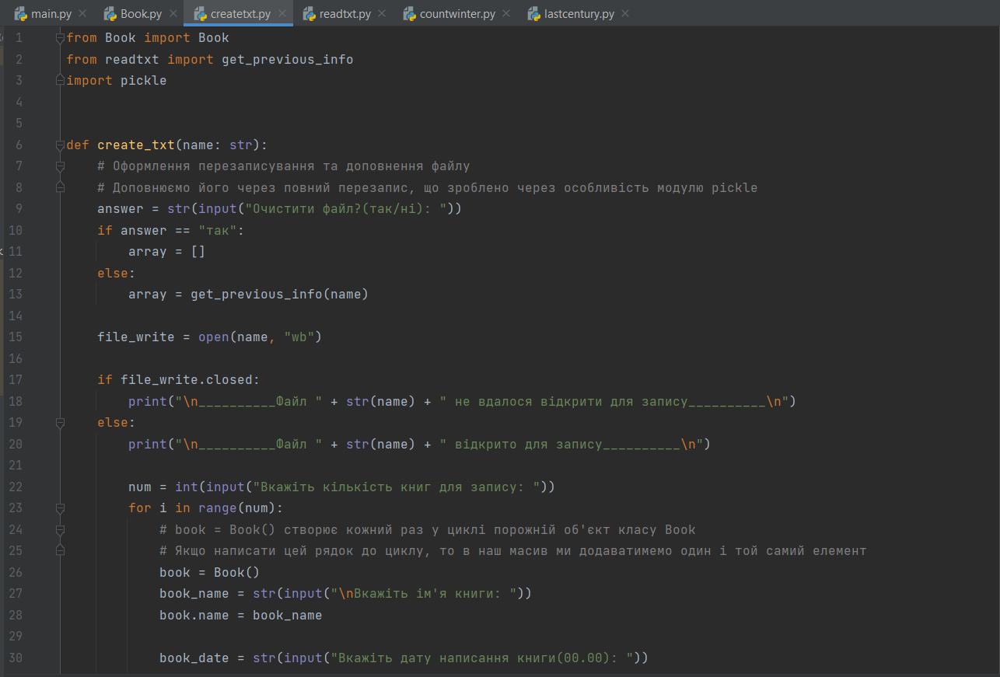 main.py Book.py createtxt.py readtxt.py countwinter.py lastcentury.py
1 from Book import Book
2 from readtxt import get_previous_info
3 import pickle
4
5
6 def create_txt(name: str):
7 # Оформлення перезаписування та доповнення файлу
8 # Доповнюємо його через повний перезапис, що зроблено через особливість модулю pickle
9 answer = str(input("Очистити файл?(так/ні): "))
10 if answer == "так":
11 array = []
12 else:
13 array = get_previous_info(name)
14
15 file_write = open(name, "wb")
16
17 if file_write.closed:
18 print("\n__________Файл " + str(name) + " не вдалося відкрити для запису__________\n")
19 else:
20 print("\n__________Файл " + str(name) + " відкрито для запису__________\n")
21
22 num = int(input("Вкажіть кількість книг для запису: "))
23 for i in range(num):
24 # book = Book() створює кожний раз у циклі порожній об'єкт класу Book
25 # Якщо написати цей рядок до циклу, то в наш масив ми додаватимемо один і той самий елемент
26 book = Book()
27 book_name = str(input("\nВкажіть ім'я книги: "))
28 book.name = book_name
29
30 book_date = str(input("Вкажіть дату написання книги(00.00): "))